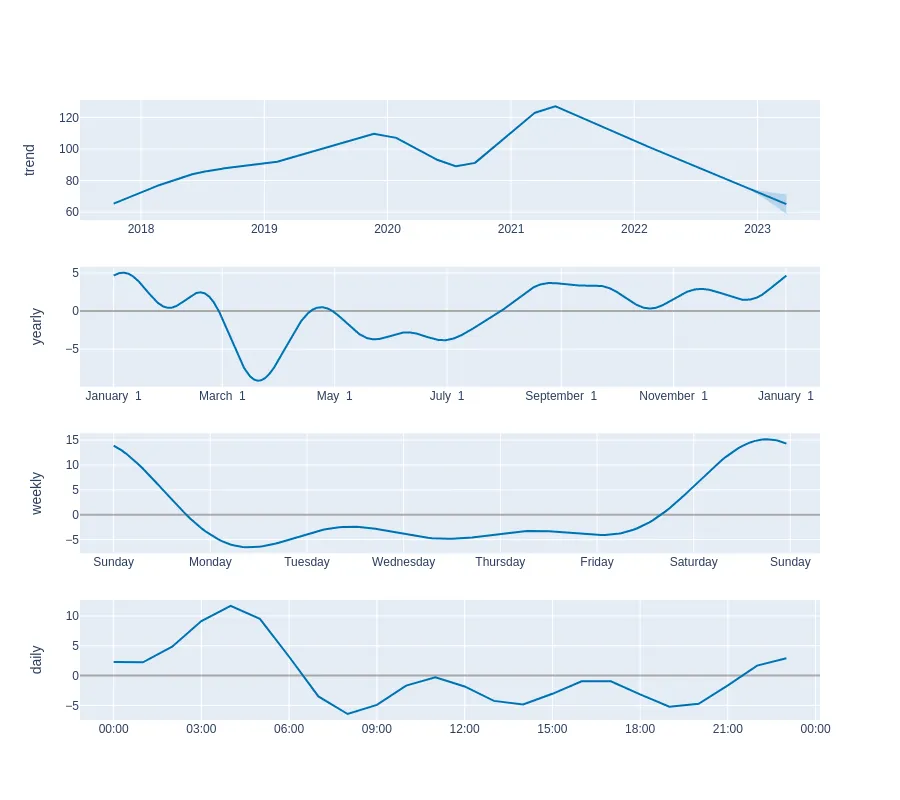 trend
120
100
80
60
2018 2019 2020 2021 2022 2023
yearly
5
0
−5
January 1 March 1 May 1 July 1 September 1 November 1 January 1
weekly
15
10
5
0
−5
Sunday Monday Tuesday Wednesday Thursday Friday Saturday Sunday
daily
10
5
0
−5
00:00 03:00 06:00 09:00 12:00 15:00 18:00 21:00 00:00